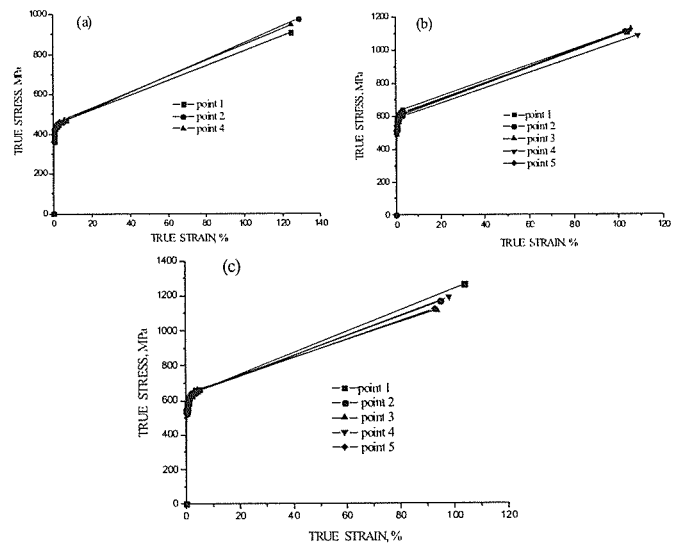 (a)
1000
800
600
400
200
0
TRUE STRESS, MPa
point 1
point 2
point 4
0 20 40 60 80 100 120 140
TRUE STRAIN, %
(b)
1200
1000
800
600
400
200
0
TRUE STRESS, MPa
point 1
point 2
point 3
point 4
point 5
0 20 40 60 80 100 120
TRUE STRAIN, %
(c)
1400
1200
1000
800
600
400
200
0
TRUE STRESS, MPa
point 1
point 2
point 3
point 4
point 5
0 20 40 60 80 100 120
TRUE STRAIN, %